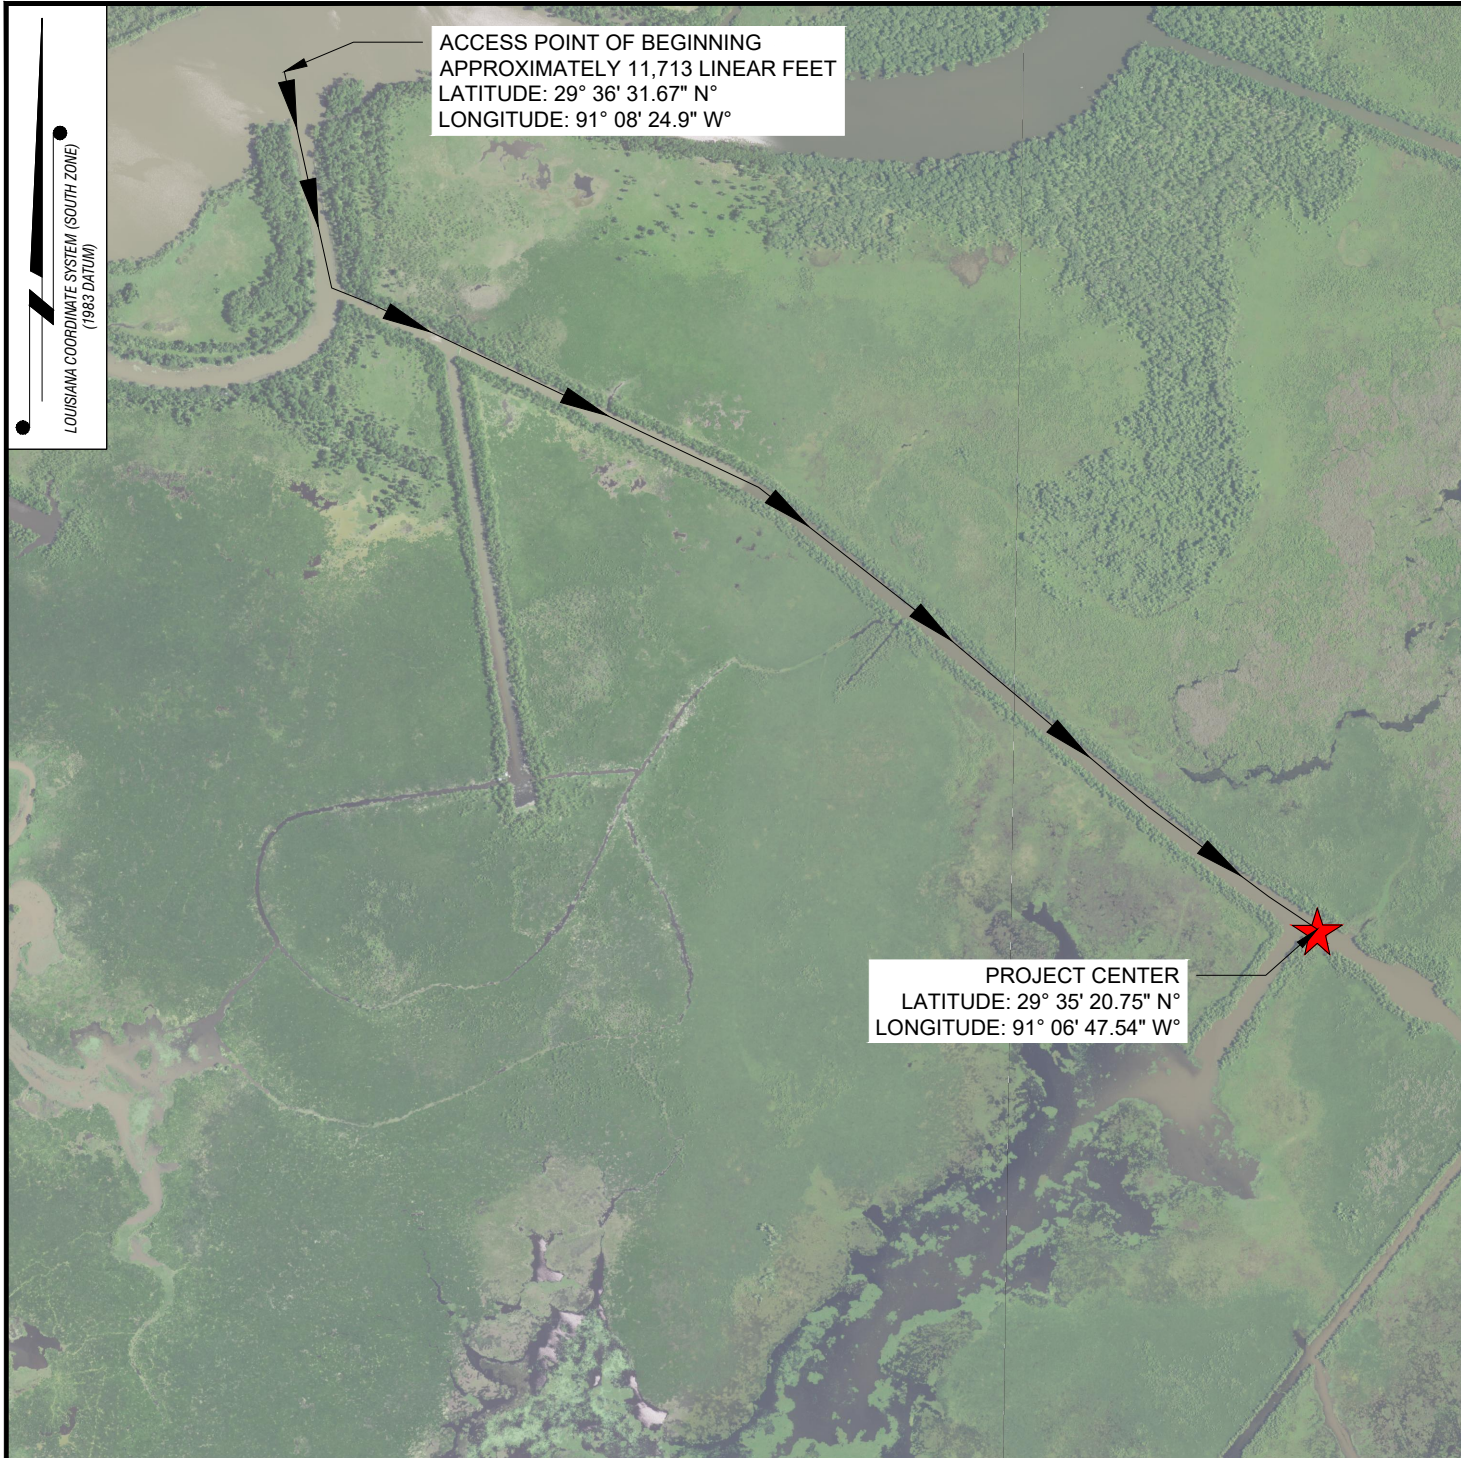 ACCESS POINT OF BEGINNING
APPROXIMATELY 11,713 LINEAR FEET
LATITUDE: 29° 36' 31.67" N°
LONGITUDE: 91° 08' 24.9" W°
LOUISIANA COORDINATE SYSTEM (SOUTH ZONE)
(1983 DATUM)
PROJECT CENTER
LATITUDE: 29° 35' 20.75" N°
LONGITUDE: 91° 06' 47.54" W°